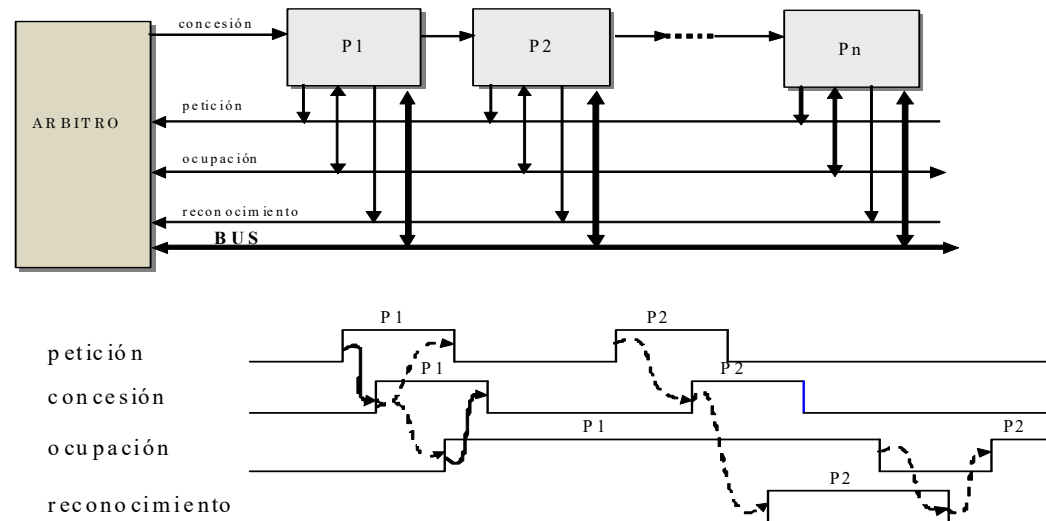 concesión
P1
P2
Pn
petición
ARBITRO
ocupación
reconocimiento
BUS
P1
P2
petición
P1
P2
concesión
P1
P2
ocupación
P2
reconocimiento